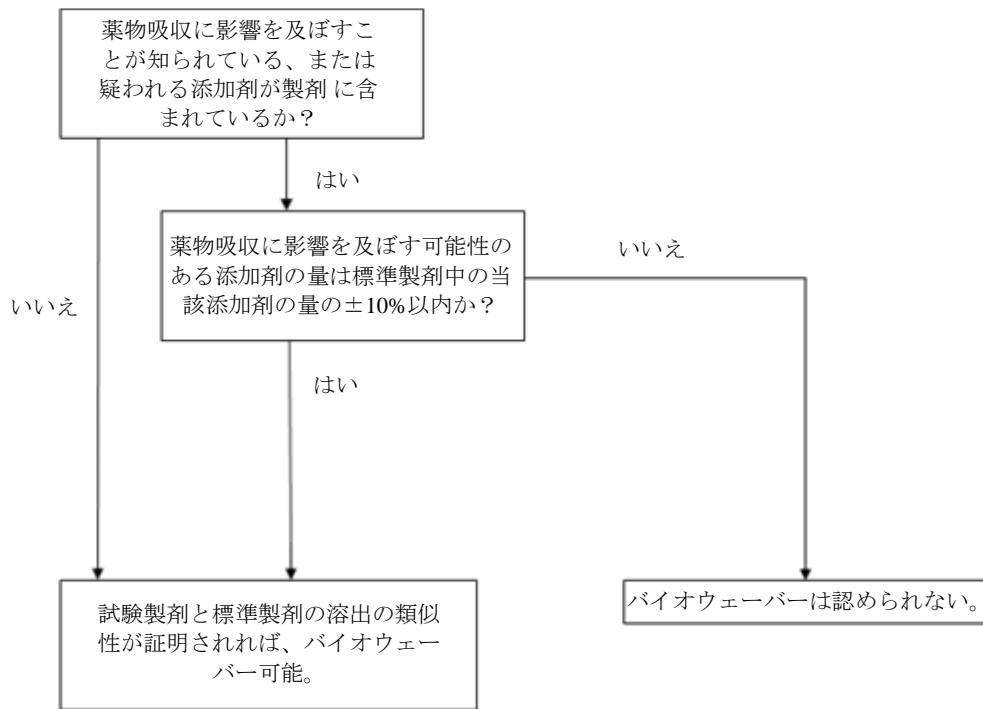 薬物吸収に影響を及ぼすこ
とが知られている、または
疑われる添加剤が製剤 に含
まれているか？
はい
薬物吸収に影響を及ぼす可能性の
ある添加剤の量は標準製剤中の当
該添加剤の量の±10%以内か？
いいえ
いいえ
はい
試験製剤と標準製剤の溶出の類似
性が証明されれば、バイオウェー
バー可能。
バイオウェーバーは認められない。